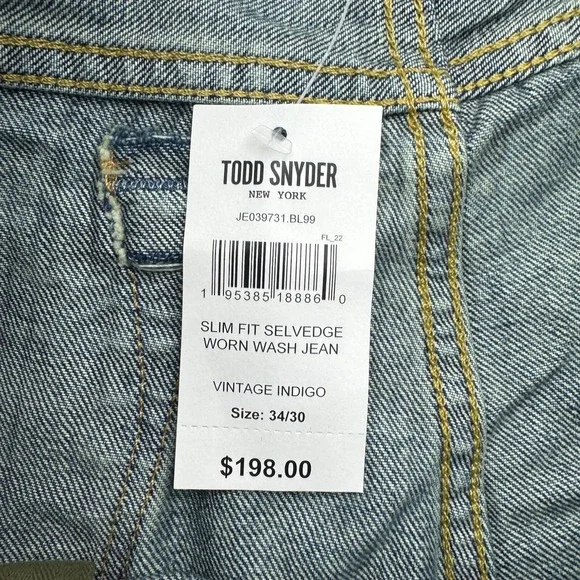 TODD SNYDER
NEW YORK
JE039731.BL99
FL_22
1 95385 18886 0
SLIM FIT SELVEDGE
WORN WASH JEAN
VINTAGE INDIGO
Size: 34/30
$198.00